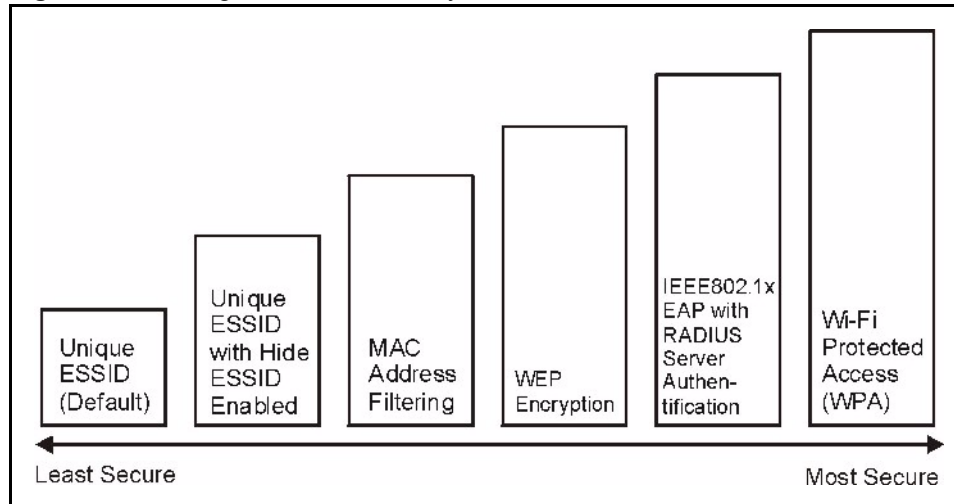 Unique
ESSID
(Default)
Unique
ESSID
with Hide
ESSID
Enabled
MAC
Address
Filtering
WEP
Encryption
IEEE802.1x
EAP with
RADIUS
Server
Authen-
tification
Wi-Fi
Protected
Access
(WPA)
Least Secure
Most Secure